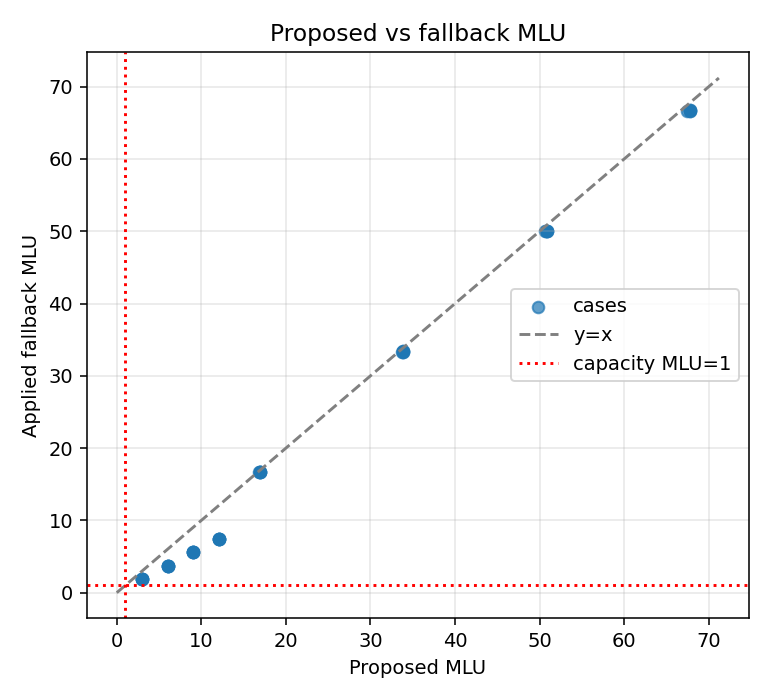 Proposed vs fallback MLU
Applied fallback MLU
70
60
50
40
30
20
10
0
cases
y=x
capacity MLU=1
0 10 20 30 40 50 60 70
Proposed MLU